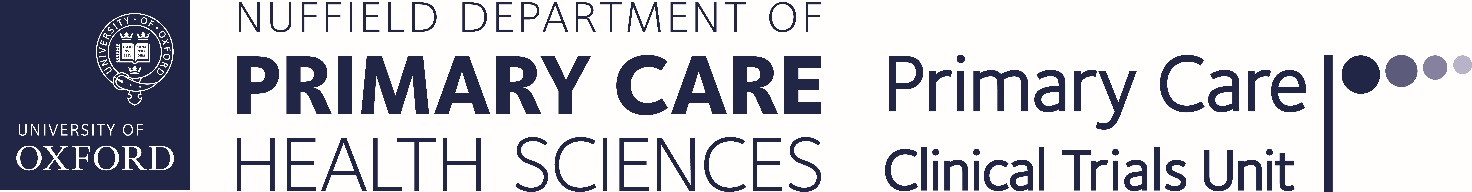 UNIVERSITY OF
OXFORD
NUFFIELD DEPARTMENT OF
PRIMARY CARE
HEALTH SCIENCES
Primary Care
Clinical Trials Unit